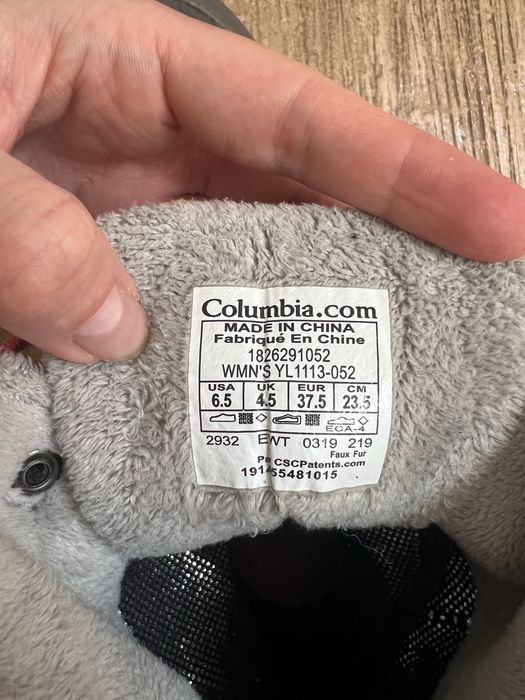 Columbia.com
MADE IN CHINA
Fabriqué En Chine
1826291052
WMN'S YL1113-052
USA UK EUR CM
6.5 4.5 37.5 23.5
ECA-4
2932 EWT 0319 219
Faux Fur
CSCPatents.com
55481015